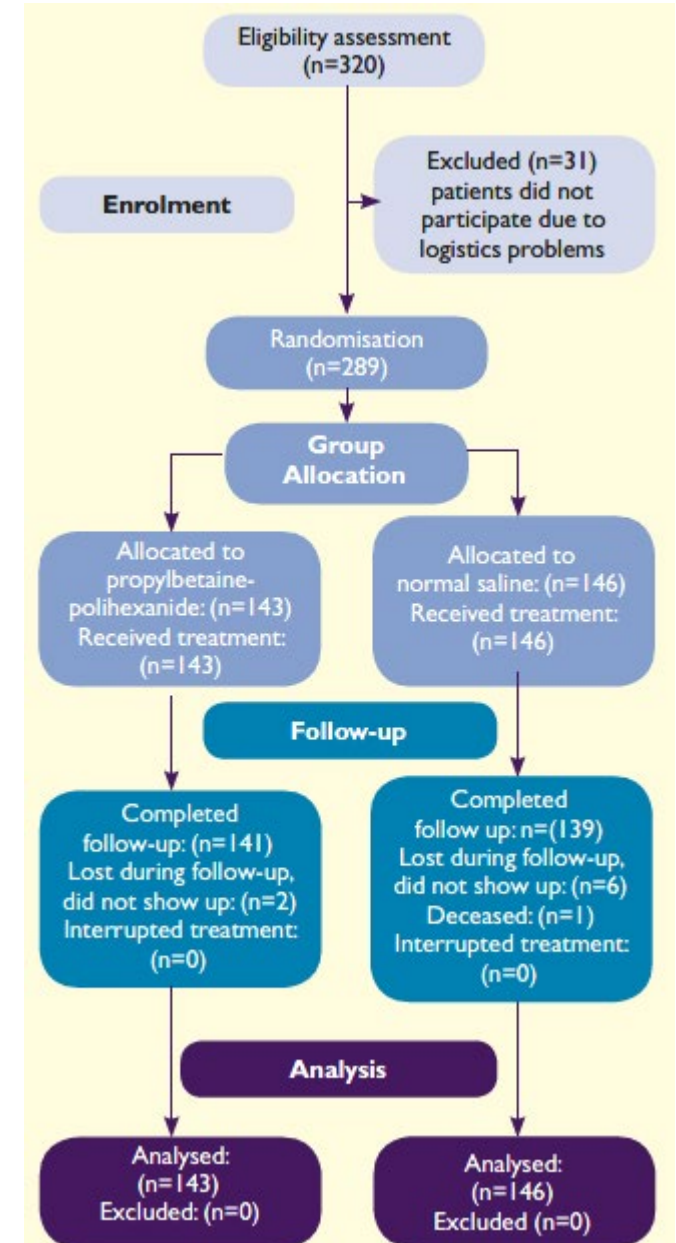 Eligibility assessment
(n=320)
Excluded (n=31)
patients did not
participate due to
logistics problems
Enrolment
Randomisation
(n=289)
Group
Allocation
Allocated to
propylbetaine-
polihexanide: (n=143)
Received treatment:
(n=143)
Allocated to
normal saline: (n=146)
Received treatment:
(n=146)
Follow-up
Completed
follow-up: (n=141)
Lost during follow-up,
did not show up: (n=2)
Interrupted treatment:
(n=0)
Completed
follow up: n=(139)
Lost during follow-up,
did not show up: (n=6)
Deceased: (n=1)
Interrupted treatment:
(n=0)
Analysis
Analysed:
(n=143)
Excluded: (n=0)
Analysed:
(n=146)
Excluded (n=0)